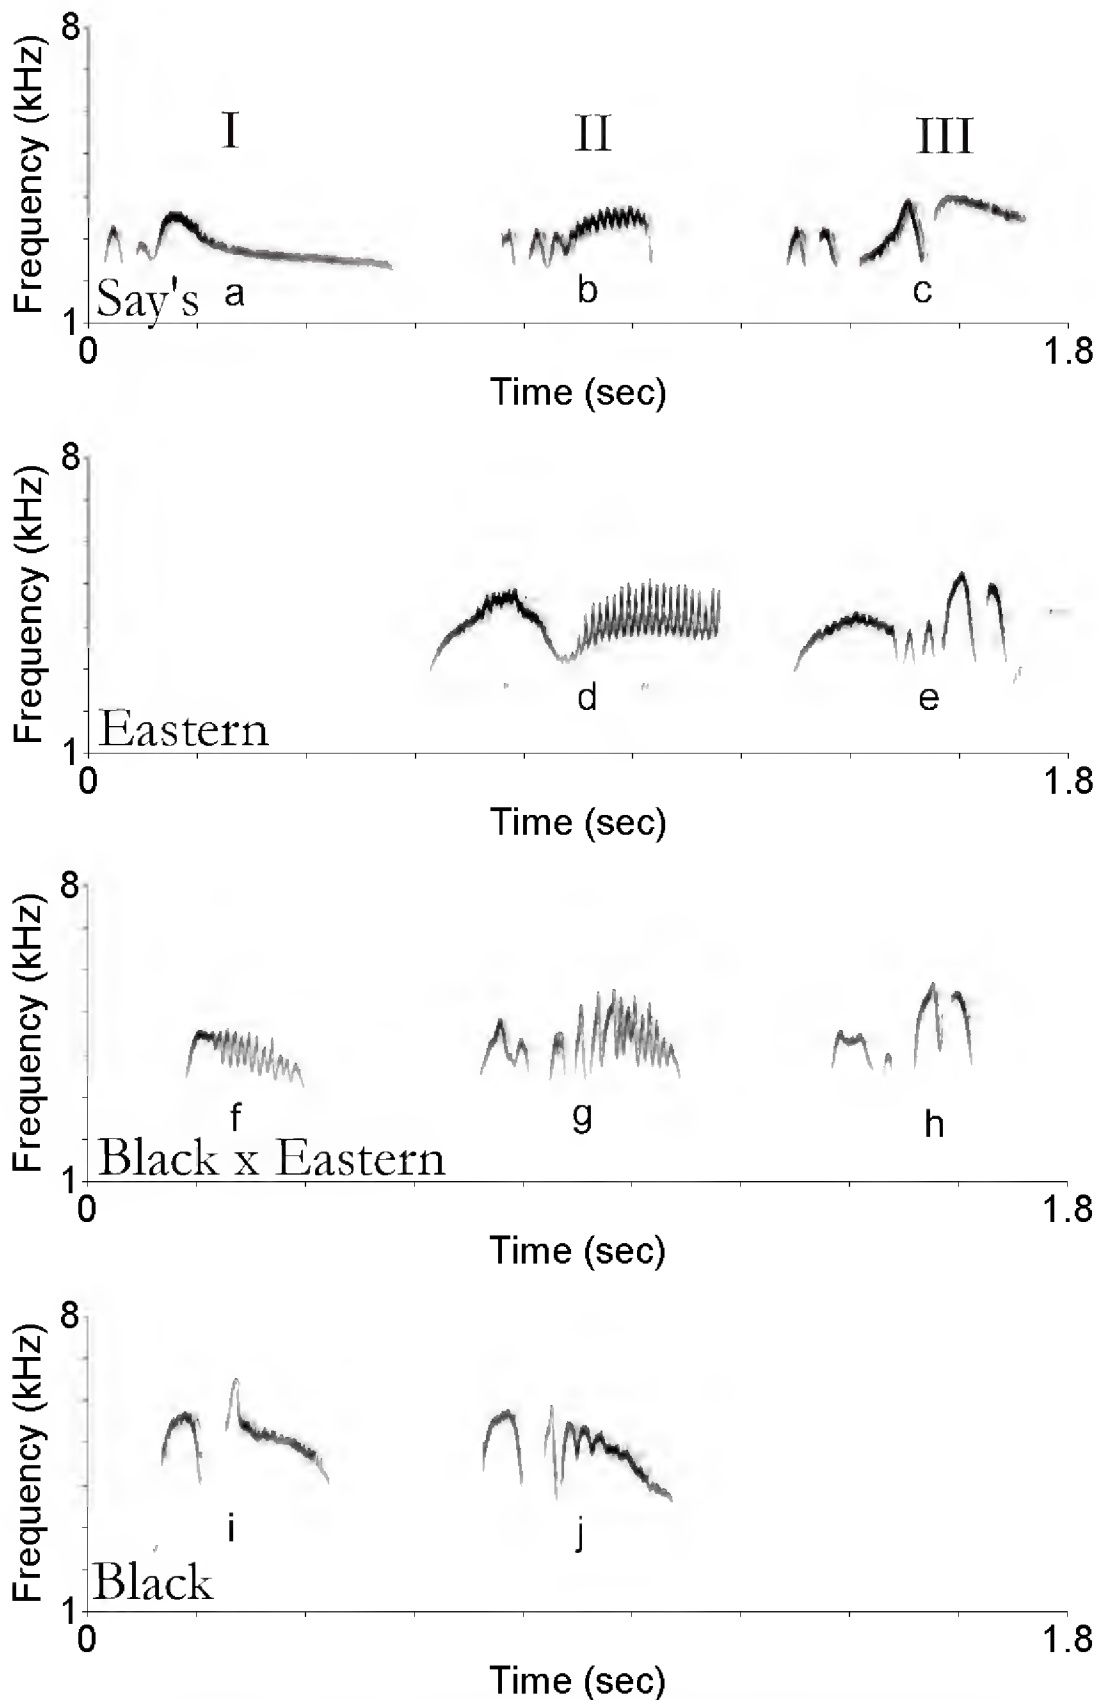 8
Frequency (kHz)
I II III
a b c
Say's
1
0 1.8
Time (sec)
8
Frequency (kHz)
d e
Eastern
1
0 1.8
Time (sec)
8
Frequency (kHz)
f g h
Black x Eastern
1
0 1.8
Time (sec)
8
Frequency (kHz)
i j
Black
1
0 1.8
Time (sec)